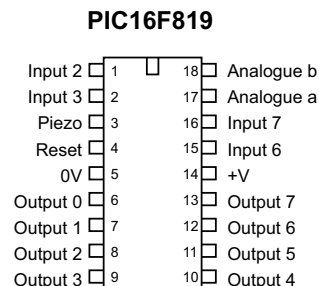 PIC16F819
Input 2 1 18 Analogue b
Input 3 2 17 Analogue a
Piezo 3 16 Input 7
Reset 4 15 Input 6
0V 5 14 +V
Output 0 6 13 Output 7
Output 1 7 12 Output 6
Output 2 8 11 Output 5
Output 3 9 10 Output 4